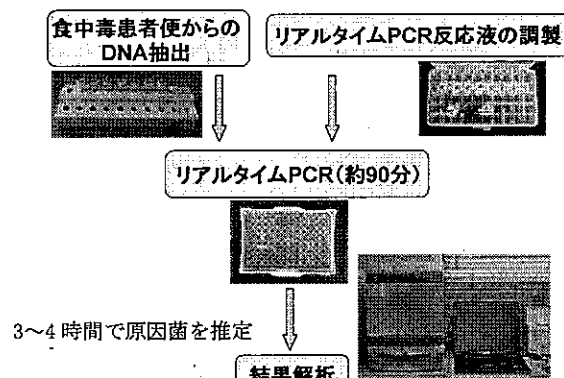 食中毒患者便からの
DNA抽出
リアルタイムPCR反応液の調製
リアルタイムPCR(約90分)
3～4時間で原因菌を推定
結果解析